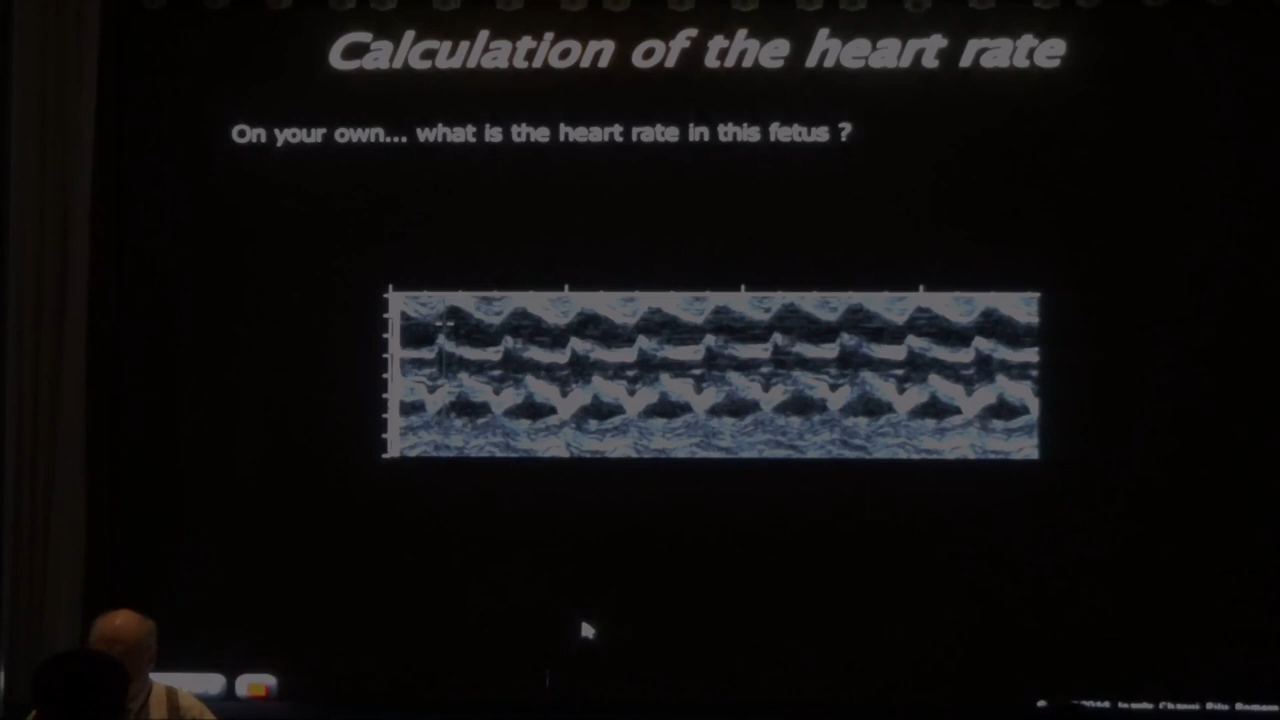 Calculation of the heart rate
On your own... what is the heart rate in this fetus ?